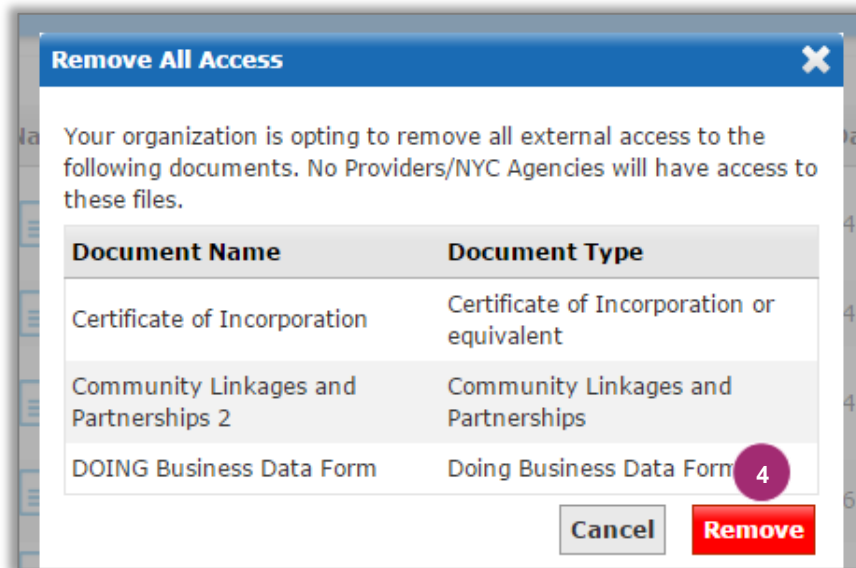 Remove All Access
Your organization is opting to remove all external access to the
following documents. No Providers/NYC Agencies will have access to
these files.
Document Name Document Type
Certificate of Incorporation Certificate of Incorporation or
equivalent
Community Linkages and Community Linkages and
Partnerships 2 Partnerships
DOING Business Data Form Doing Business Data Form
4
Cancel Remove